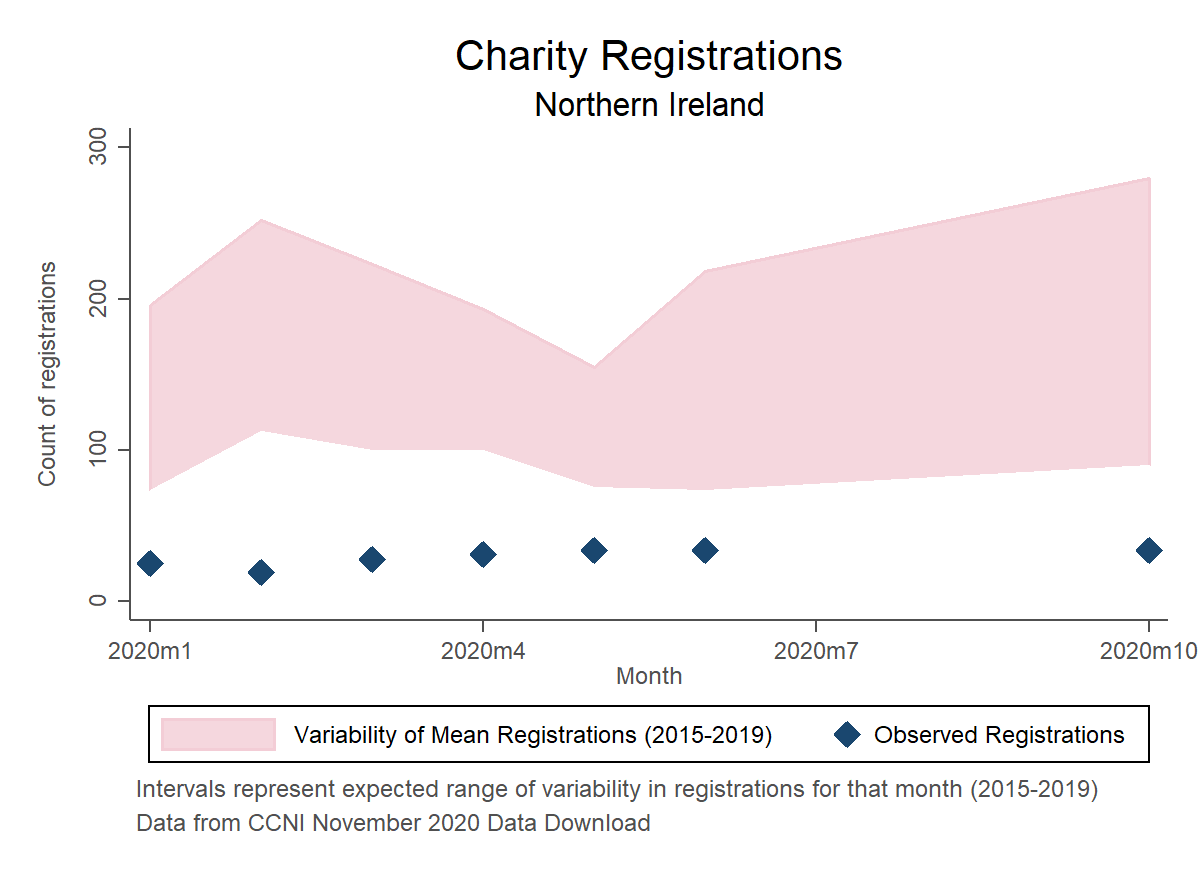 Charity Registrations
Northern Ireland
Count of registrations
300
200
100
0
2020m1 2020m4 2020m7 2020m10
Month
Variability of Mean Registrations (2015-2019) Observed Registrations
Intervals represent expected range of variability in registrations for that month (2015-2019)
Data from CCNI November 2020 Data Download